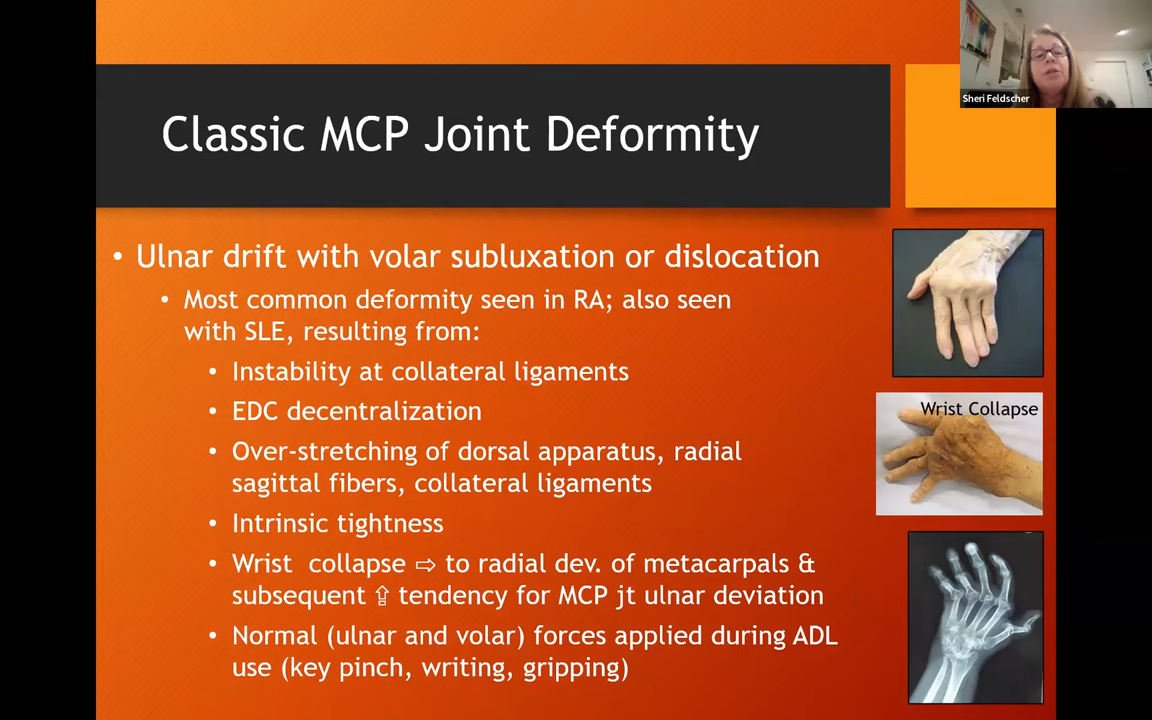 Sheri Feldscher
Classic MCP Joint Deformity
• Ulnar drift with volar subluxation or dislocation
• Most common deformity seen in RA; also seen
with SLE, resulting from:
• Instability at collateral ligaments
• EDC decentralization
• Over-stretching of dorsal apparatus, radial
sagittal fibers, collateral ligaments
• Intrinsic tightness
• Wrist  collapse ⇨ to radial dev. of metacarpals &
subsequent ⇧ tendency for MCP jt ulnar deviation
• Normal (ulnar and volar) forces applied during ADL
use (key pinch, writing, gripping)
Wrist Collapse